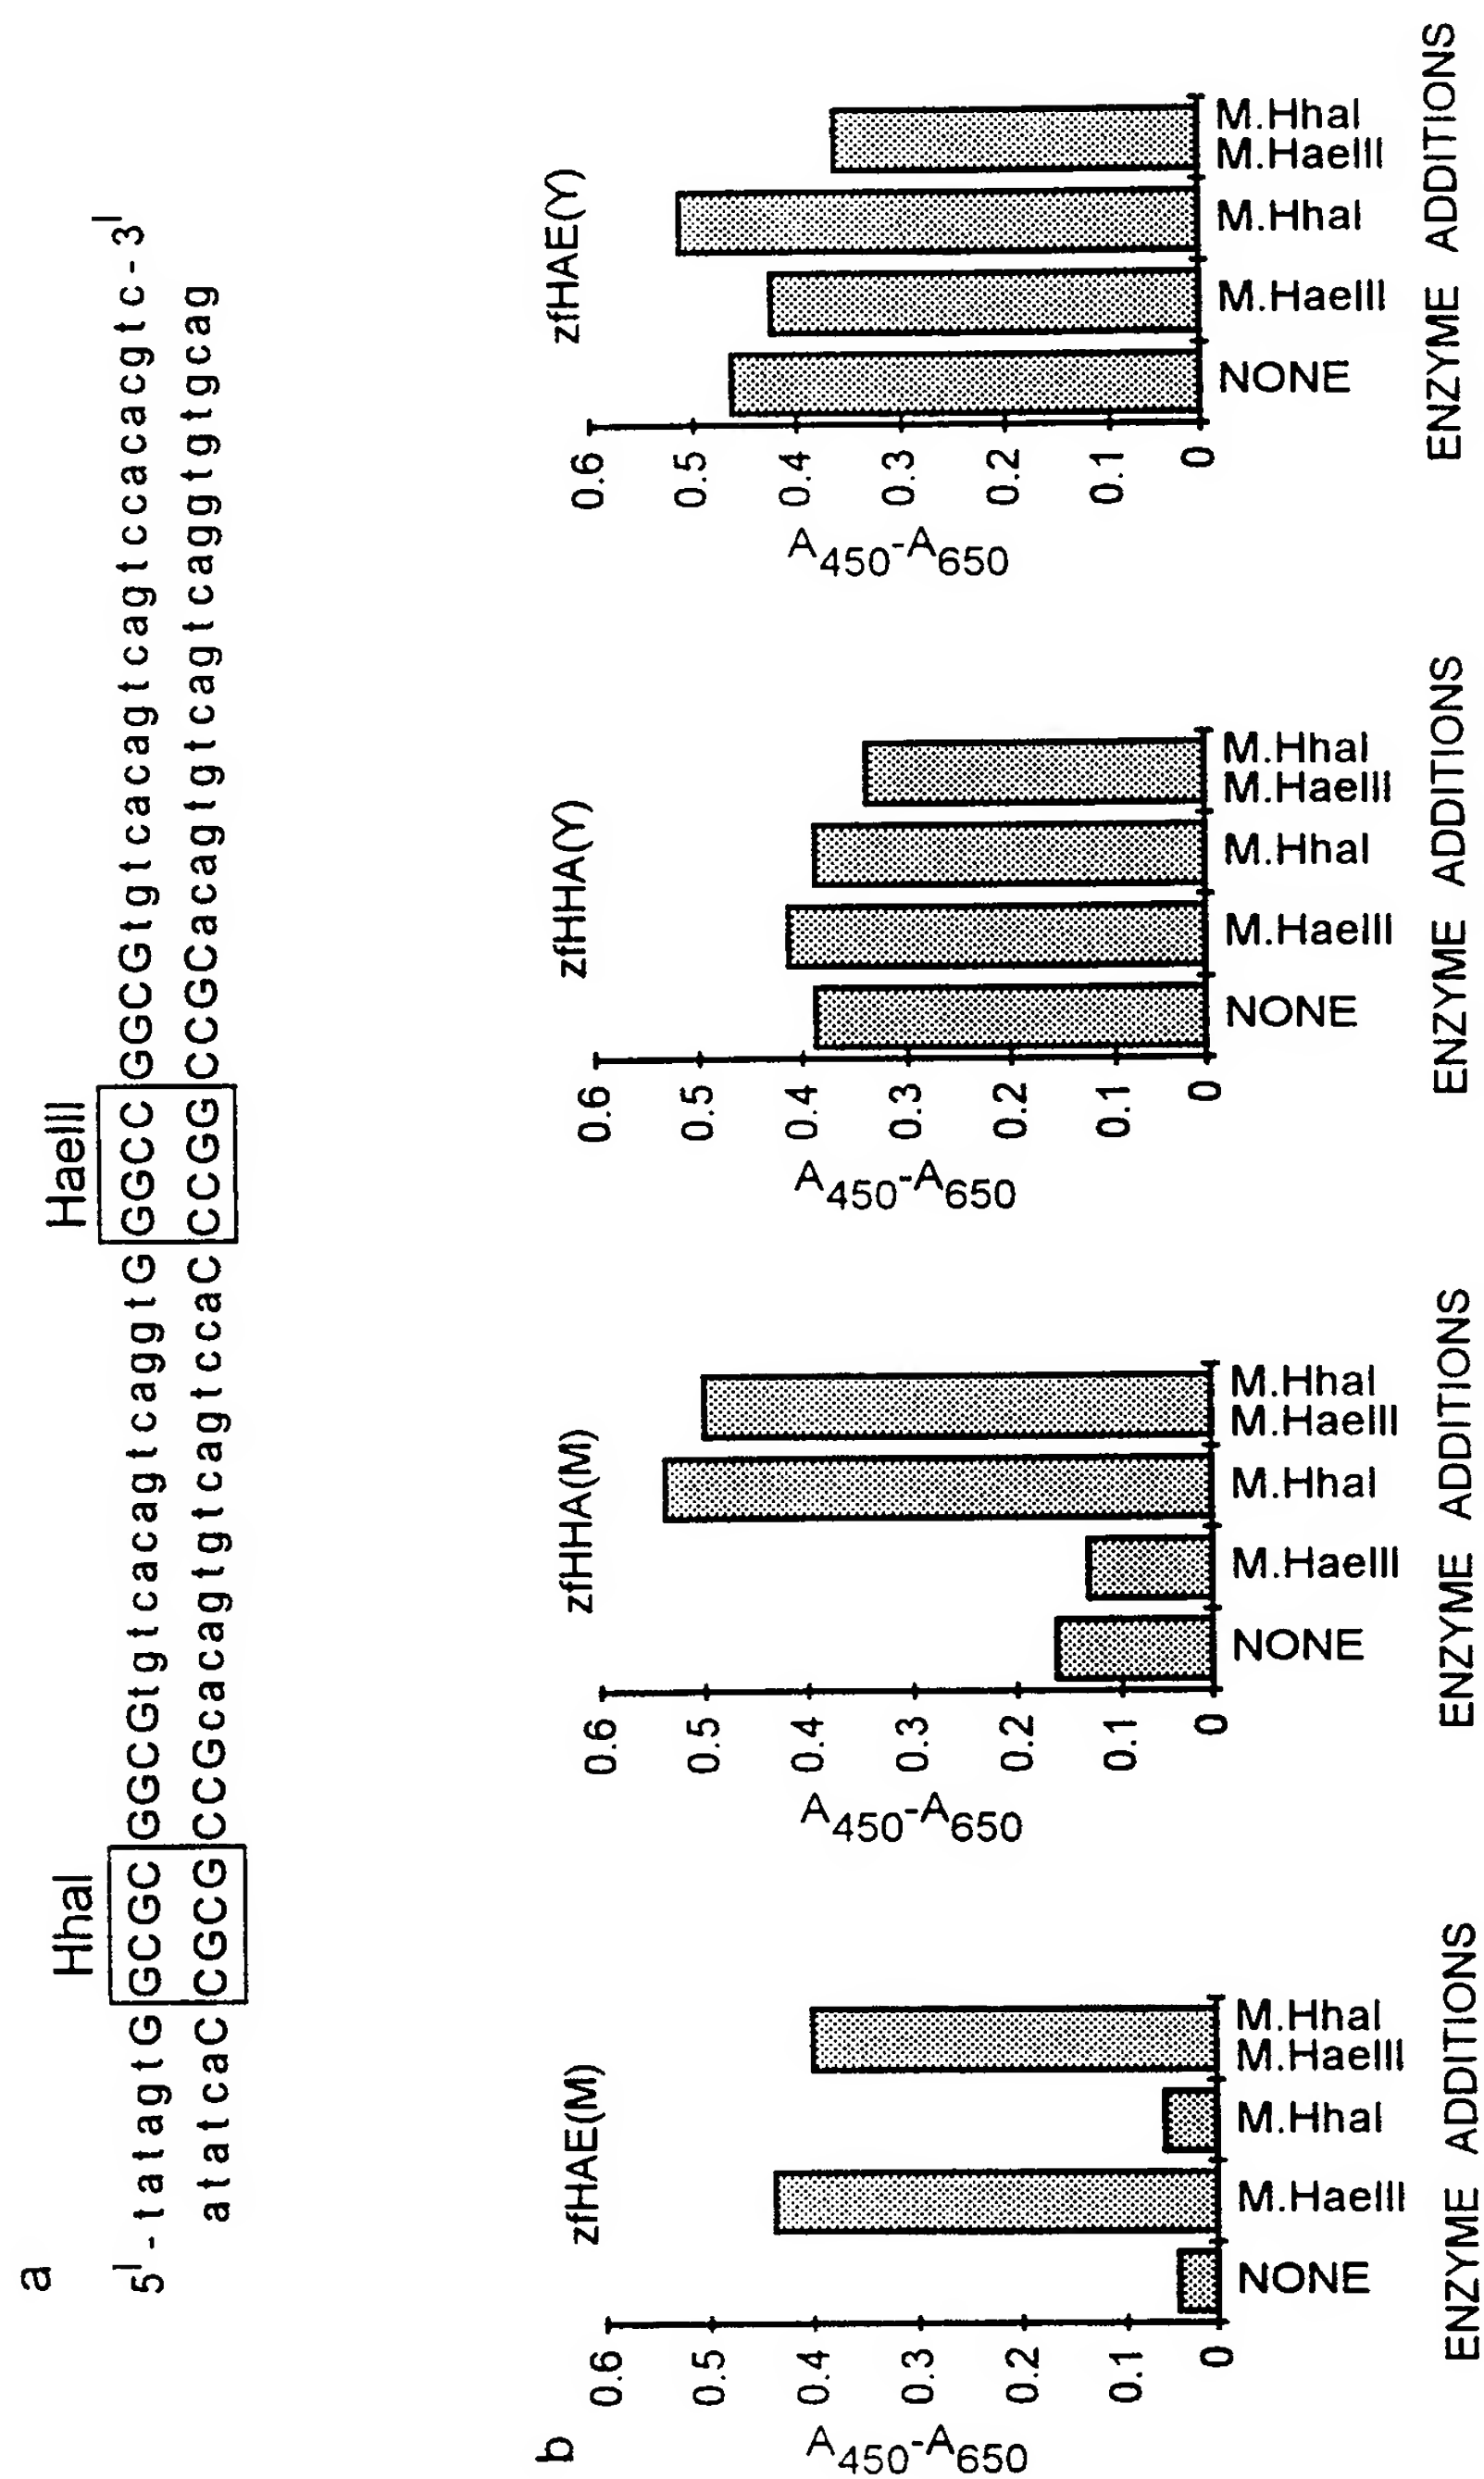 a
HhaI HaeIII
5'-tatagtG GCGC GGCGtgtcacagtcaggtG GGCC GGCGtgtcacagtcagtccacacgtc-3'
atatcaC CGCG CCGcacagtgtcagtccaC CCGG CCGCacagtgtcagtcaggtgtgcag
b
zfHAE(M)
A450-A650
0.6
0.5
0.4
0.3
0.2
0.1
0
NONE
M.HaeIII
M.HhaI
M.HhaI
M.HaeIII
ENZYME ADDITIONS
zfHHA(M)
A450-A650
0.6
0.5
0.4
0.3
0.2
0.1
0
NONE
M.HaeIII
M.HhaI
M.HhaI
M.HaeIII
ENZYME ADDITIONS
zfHHA(Y)
A450-A650
0.6
0.5
0.4
0.3
0.2
0.1
0
NONE
M.HaeIII
M.HhaI
M.HhaI
M.HaeIII
ENZYME ADDITIONS
zfHAE(Y)
A450-A650
0.6
0.5
0.4
0.3
0.2
0.1
0
NONE
M.HaeIII
M.HhaI
M.HhaI
M.HaeIII
ENZYME ADDITIONS